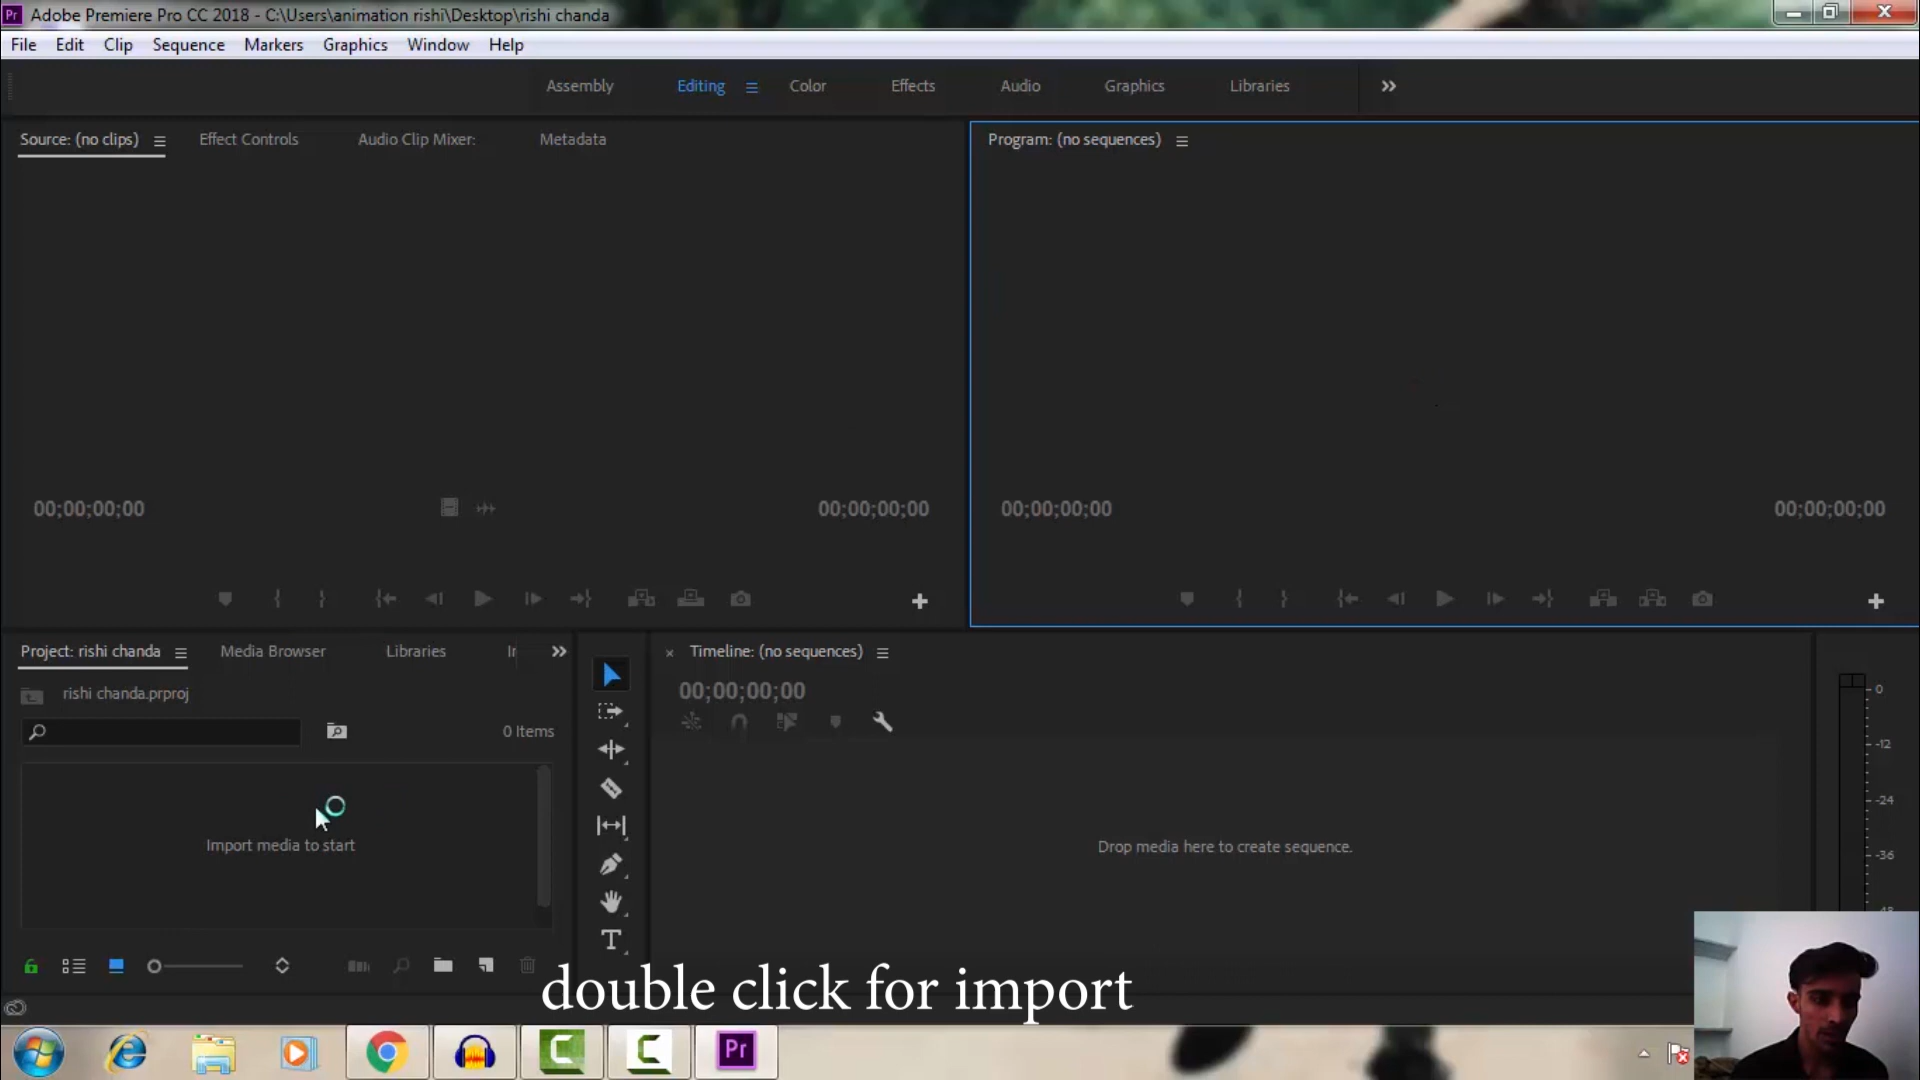 Pr Adobe Premiere Pro CC 2018 - C:\Users\animation rishi\Desktop\rishi chanda
File Edit Clip Sequence Markers Graphics Window Help
Assembly Editing Color Effects Audio Graphics Libraries
Source: (no clips) Effect Controls Audio Clip Mixer: Metadata
Program: (no sequences)
00;00;00;00 00;00;00;00
00;00;00;00 00;00;00;00
Project: rishi chanda Media Browser Libraries
Timeline: (no sequences)
rishi chanda.prproj
00;00;00;00
0 Items
Import media to start
Drop media here to create sequence.
0
-12
-24
-36
double click for import
Pr